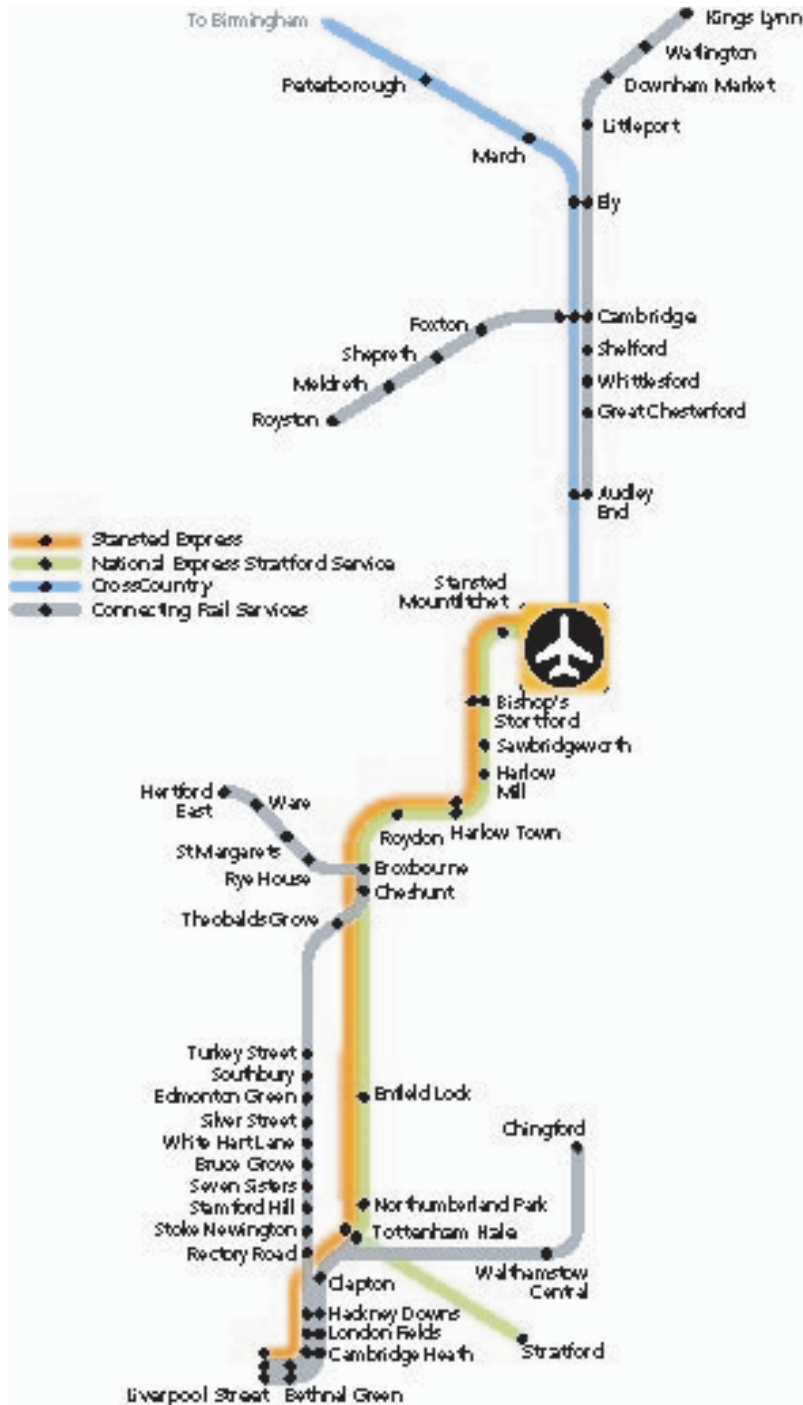 To Birmingham
Kings Lynn
Watlington
Downham Market
Peterborough
Littleport
March
Ely
Cambridge
Foxton
Shelford
Shepreth
Whittlesford
Meldreth
Great Chesterford
Royston
Audley
End
Stansted Express
National Express Stratford Service
CrossCountry
Connecting Rail Services
Stansted
Mountfitchet
Bishop's
Stortford
Sawbridgeworth
Harlow
Mill
Hertford
East
Ware
Harlow Town
Roydon
St Margarets
Rye House
Broxbourne
Cheshunt
Theobalds Grove
Turkey Street
Southbury
Edmonton Green
Enfield Lock
Silver Street
Chingford
White Hart Lane
Bruce Grove
Seven Sisters
Stamford Hill
Northumberland Park
Stoke Newington
Tottenham Hale
Rectory Road
Walthamstow
Central
Clapton
Hackney Downs
London Fields
Cambridge Heath
Stratford
Liverpool Street
Bethnal Green